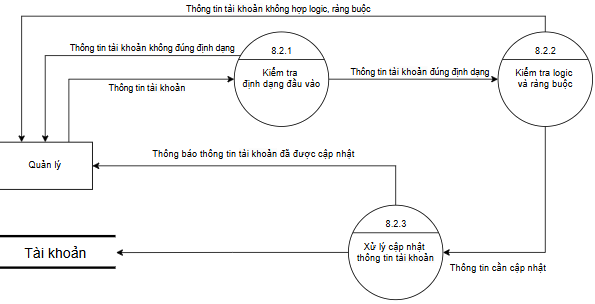 Thông tin tài khoản không hợp logic, ràng buộc
Thông tin tài khoản không đúng định dạng
8.2.1
8.2.2
Kiểm tra
định dạng đầu vào
Thông tin tài khoản đúng định dạng
Kiểm tra logic
và ràng buộc
Thông tin tài khoản
Thông báo thông tin tài khoản đã được cập nhật
Quản lý
8.2.3
Xử lý cập nhật
thông tin tài khoản
Tài khoản
Thông tin cần cập nhật